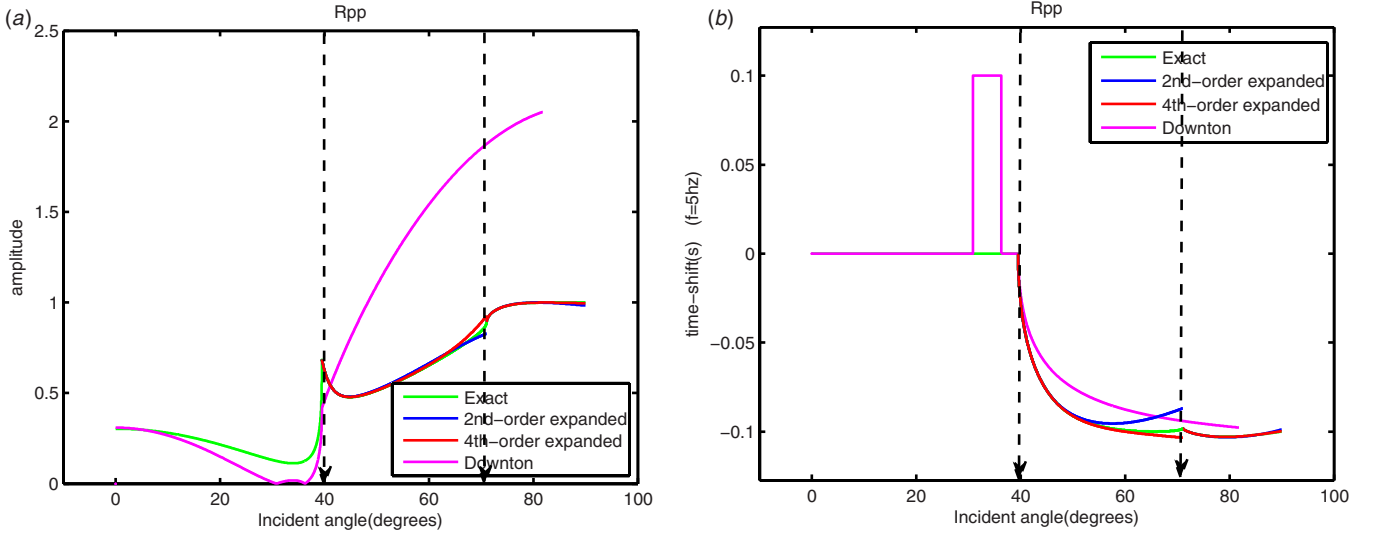 (a)
Rpp
2.5
2
1.5
1
0.5
0
amplitude
0 20 40 60 80 100
Incident angle(degrees)
Exact
2nd-order expanded
4th-order expanded
Downton
(b)
Rpp
0.1
0.05
0
-0.05
-0.1
time-shift(s) (f=5hz)
0 20 40 60 80 100
Incident angle(degrees)
Exact
2nd-order expanded
4th-order expanded
Downton